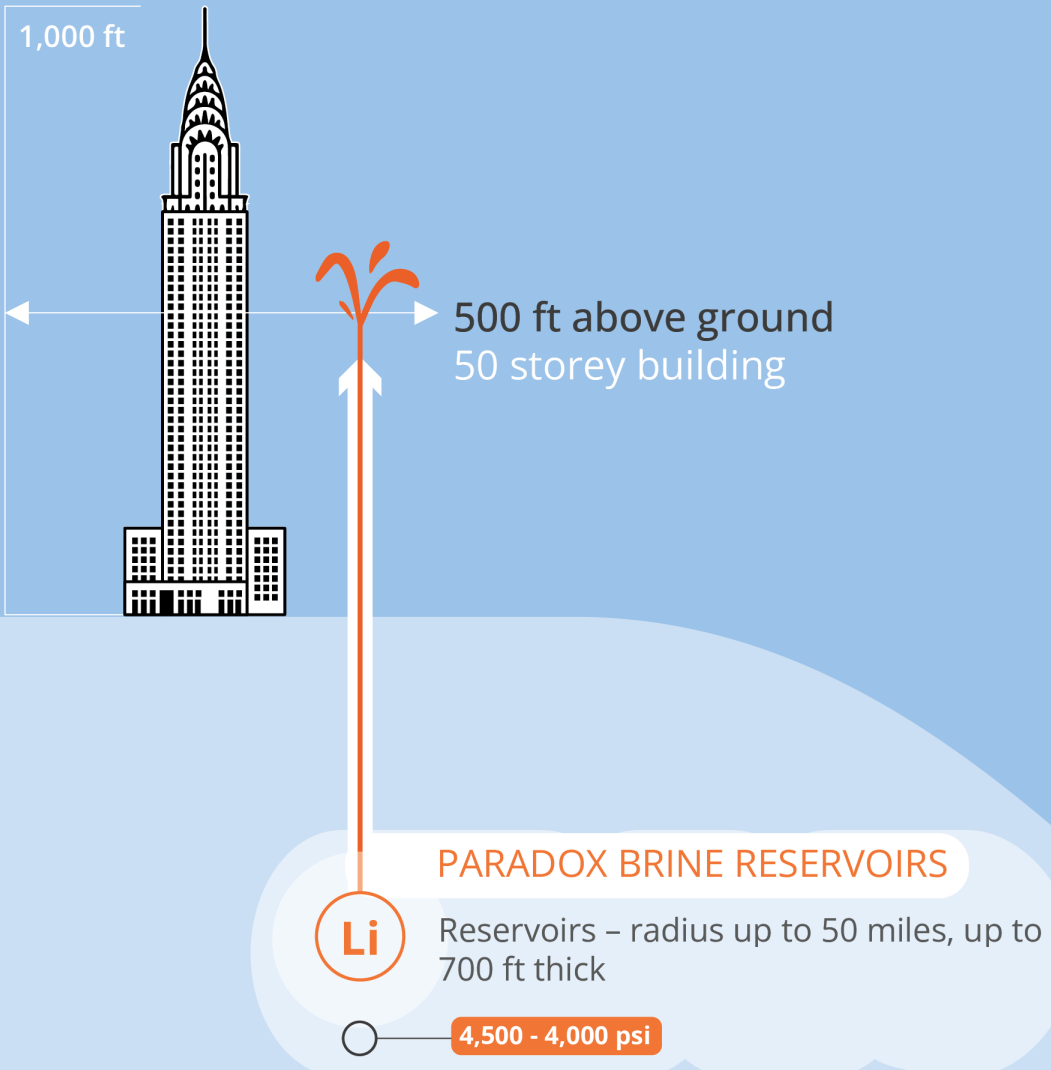 1,000 ft
500 ft above ground
50 storey building
PARADOX BRINE RESERVOIRS
Li
Reservoirs – radius up to 50 miles, up to
700 ft thick
4,500 - 4,000 psi